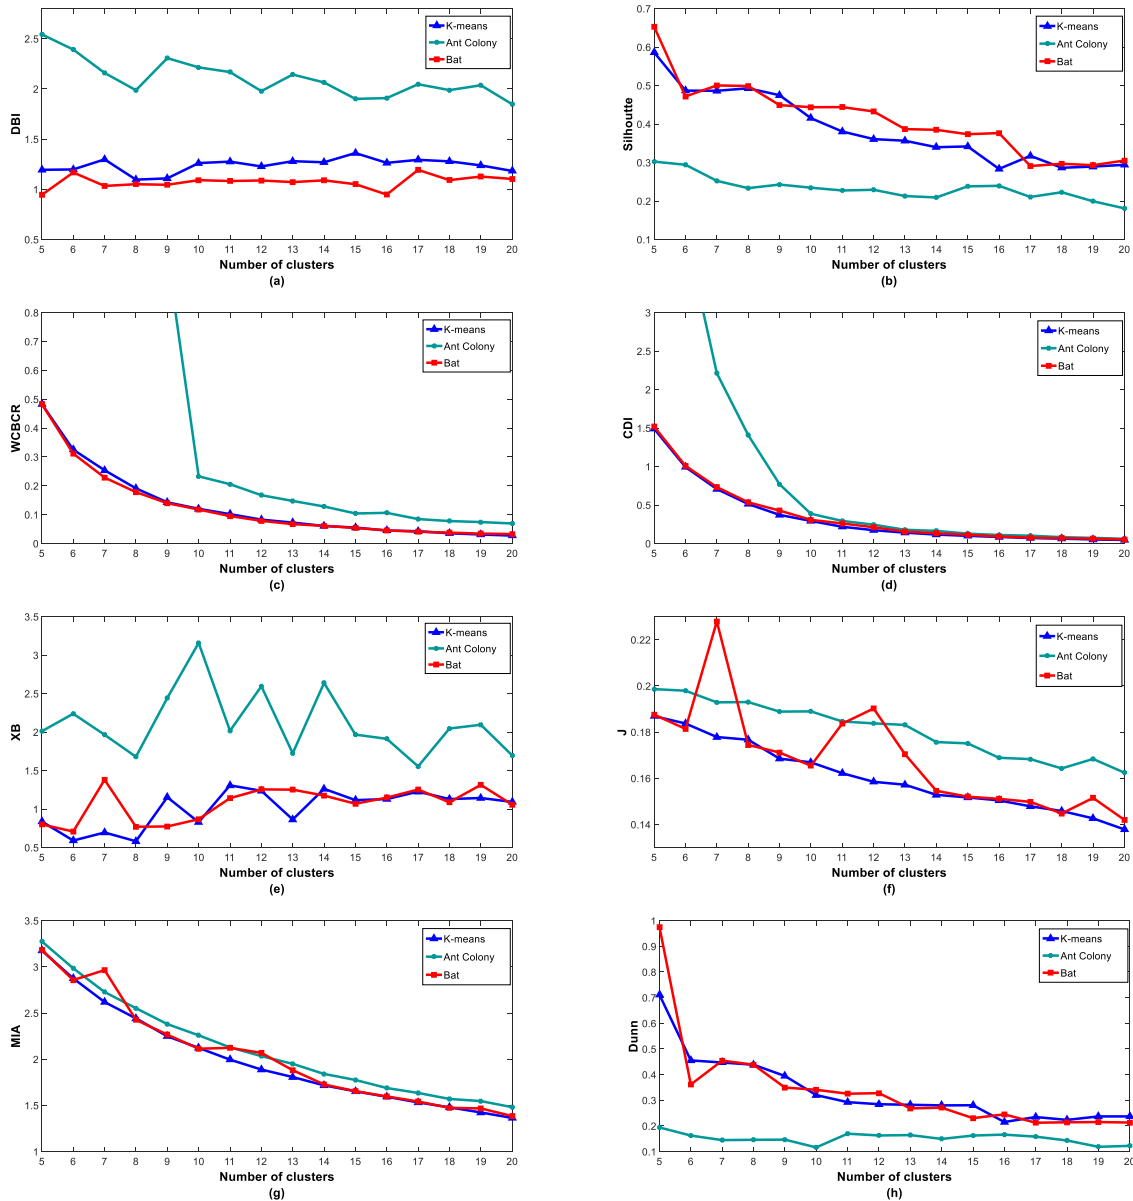 DBI
2.5
2
1.5
1
0.5
K-means
Ant Colony
Bat
5 6 7 8 9 10 11 12 13 14 15 16 17 18 19 20
Number of clusters
(a)
Silhoutte
0.7
0.6
0.5
0.4
0.3
0.2
0.1
K-means
Ant Colony
Bat
5 6 7 8 9 10 11 12 13 14 15 16 17 18 19 20
Number of clusters
(b)
WCBCR
0.8
0.7
0.6
0.5
0.4
0.3
0.2
0.1
0
K-means
Ant Colony
Bat
5 6 7 8 9 10 11 12 13 14 15 16 17 18 19 20
Number of clusters
(c)
CDI
3
2.5
2
1.5
1
0.5
0
K-means
Ant Colony
Bat
5 6 7 8 9 10 11 12 13 14 15 16 17 18 19 20
Number of clusters
(d)
XB
3.5
3
2.5
2
1.5
1
0.5
K-means
Ant Colony
Bat
5 6 7 8 9 10 11 12 13 14 15 16 17 18 19 20
Number of clusters
(e)
J
0.22
0.2
0.18
0.16
0.14
K-means
Ant Colony
Bat
5 6 7 8 9 10 11 12 13 14 15 16 17 18 19 20
Number of clusters
(f)
MIA
3.5
3
2.5
2
1.5
1
K-means
Ant Colony
Bat
5 6 7 8 9 10 11 12 13 14 15 16 17 18 19 20
Number of clusters
(g)
Dunn
1
0.9
0.8
0.7
0.6
0.5
0.4
0.3
0.2
0.1
K-means
Ant Colony
Bat
5 6 7 8 9 10 11 12 13 14 15 16 17 18 19 20
Number of clusters
(h)